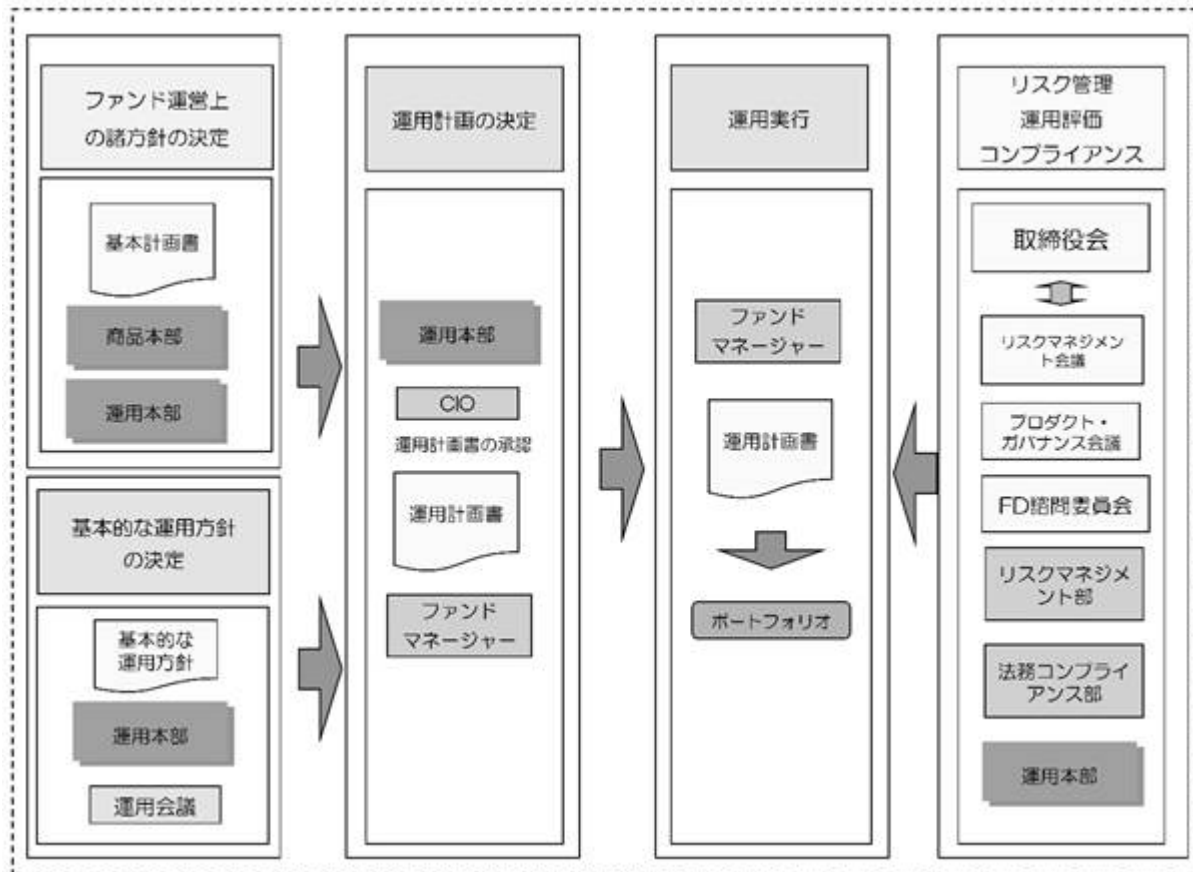 ファンド運営上
の諸方針の決定
基本計画書
商品本部
運用本部
基本的な運用方針
の決定
基本的な
運用方針
運用本部
運用会議
運用計画の決定
運用本部
CIO
運用計画書の承認
運用計画書
ファンド
マネージャー
運用実行
ファンド
マネージャー
運用計画書
ポートフォリオ
リスク管理
運用評価
コンプライアンス
取締役会
リスクマネジメン
ト会議
プロダクト・
ガバナンス会議
FD諮問委員会
リスクマネジメ
ント部
法務コンプライ
アンス部
運用本部